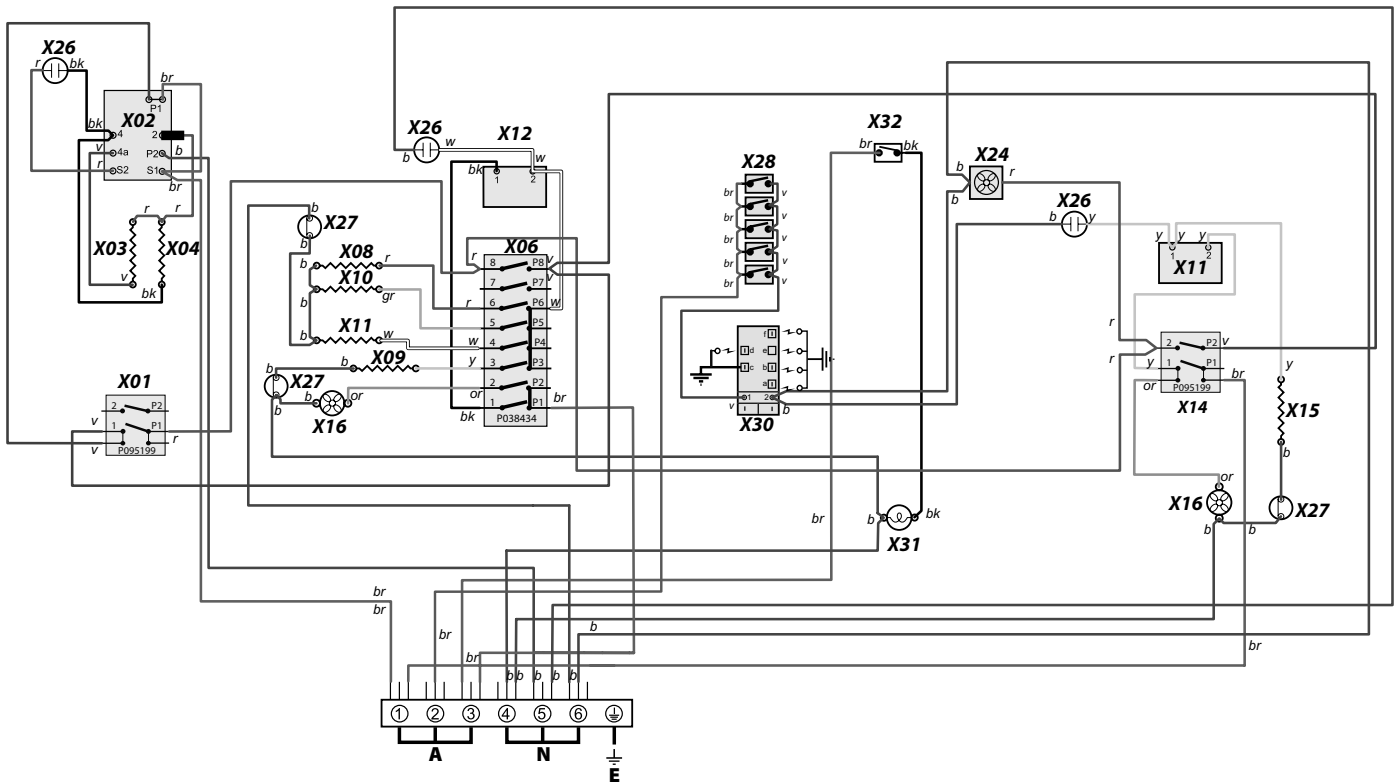 X26
r
bk
br
P1
X02
bk
4
2
b
v
4a
P2
r
S2
S1
br
r
r
X03
X04
v
bk
X01
2
P2
v
1
P1
v
r
P095199
X26
b
w
X12
w
bk
1
2
b
X27
b
X06
b
X08
r
r
8
P8
v
v
b
X10
gr
7
P7
r
6
P6
w
5
P5
b
X11
w
w
4
P4
b
X09
y
3
P3
b
X27
2
P2
b
b
or
or
br
X16
1
P1
bk
P038434
X28
br
v
br
v
br
v
br
v
br
v
X32
br
bk
f
d
e
c
b
a
1
2
v
b
X30
X24
b
r
b
X26
b
y
y
y
y
1
2
X11
r
2
P2
v
r
y
1
P1
br
or
P095199
X14
y
X15
b
or
X16
X27
b
b
br
b
bk
X31
br
br
br
br
b
br
b
b
b
b
b
1
2
3
4
5
6
A
N
E